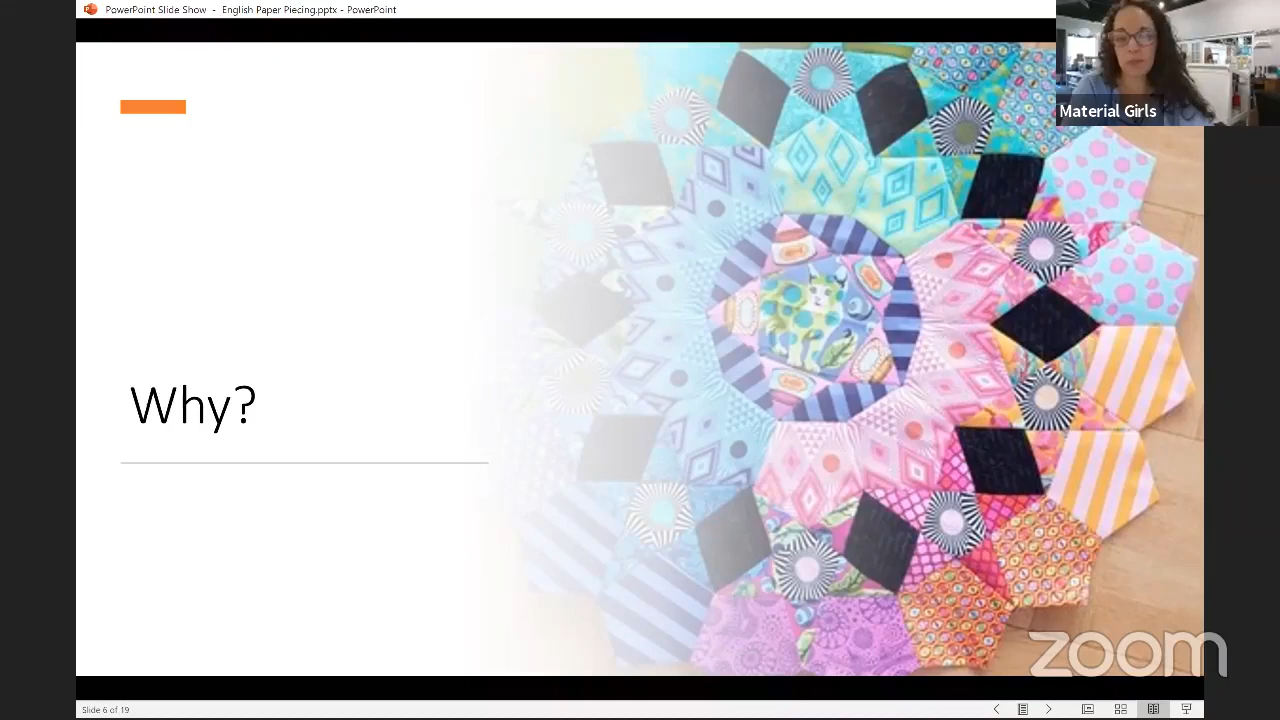 PowerPoint Slide Show - English Paper Piecing.pptx - PowerPoint
Material Girls
Why?
zoom
Slide 6 of 19